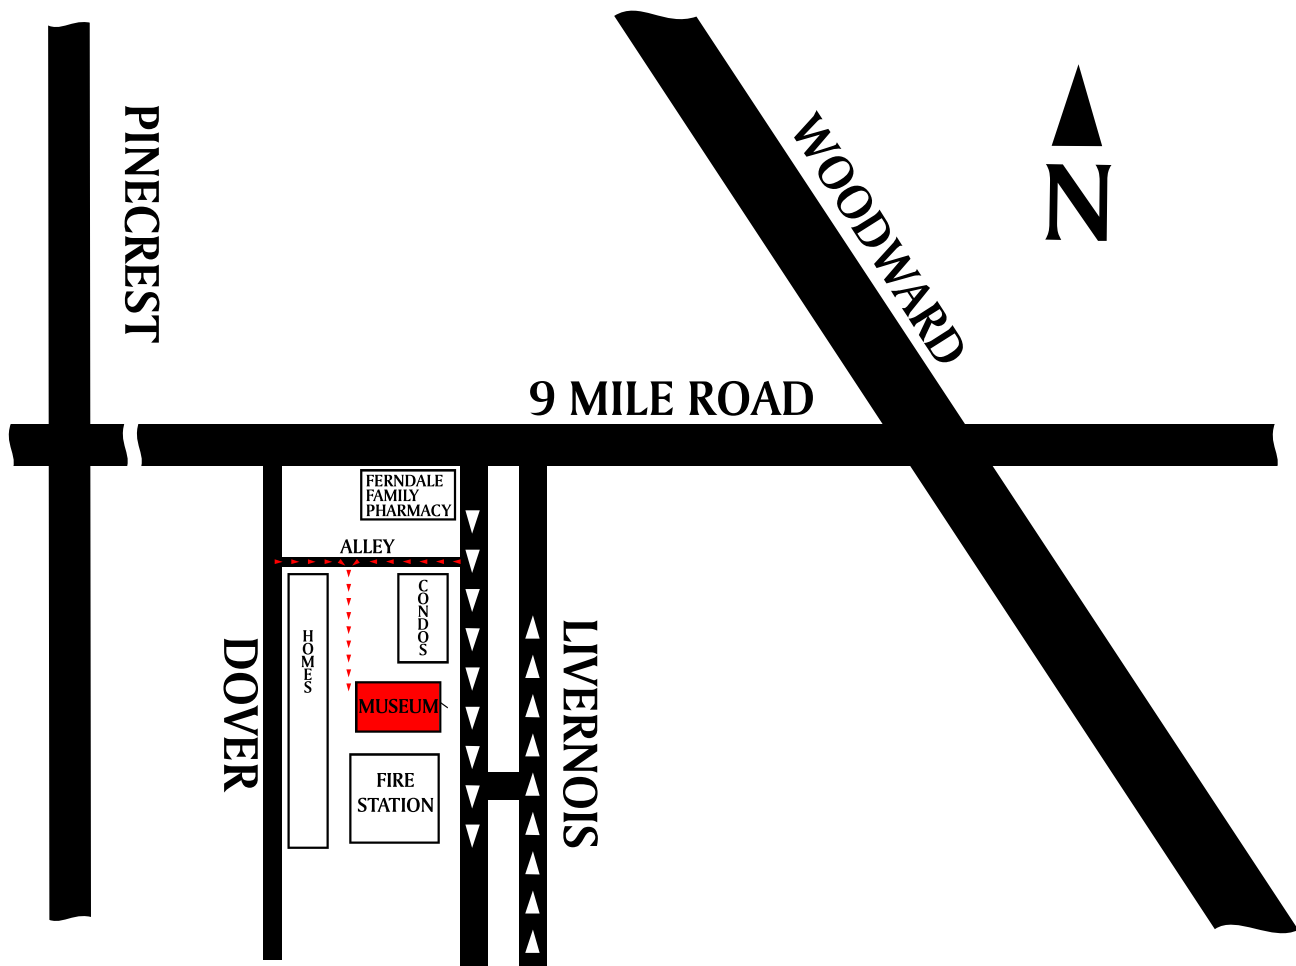 PINECREST
WOODWARD
N
9 MILE ROAD
FERNDALE
FAMILY
PHARMACY
ALLEY
CONDOS
HOMES
DOVER
LIVERNOIS
MUSEUM
FIRE
STATION